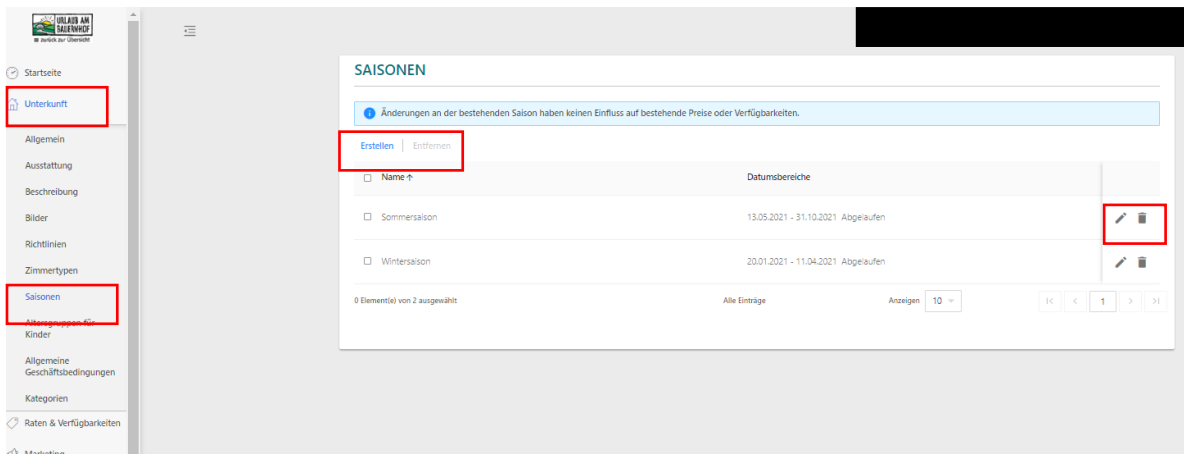 URLAUB AM
BAUERNHOF
zurück zur Übersicht
Startseite
Unterkunft
Allgemein
Ausstattung
Beschreibung
Bilder
Richtlinien
Zimmertypen
Saisonen
Altersgruppen für
Kinder
Allgemeine
Geschäftsbedingungen
Kategorien
Raten & Verfügbarkeiten
Marketing
SAISONEN
Änderungen an der bestehenden Saison haben keinen Einfluss auf bestehende Preise oder Verfügbarkeiten.
Erstellen | Entfernen
Name ↑ Datumsbereiche
Sommersaison 13.05.2021 - 31.10.2021 Abgelaufen
Wintersaison 20.01.2021 - 11.04.2021 Abgelaufen
0 Element(e) von 2 ausgewählt Alle Einträge Anzeigen 10 1